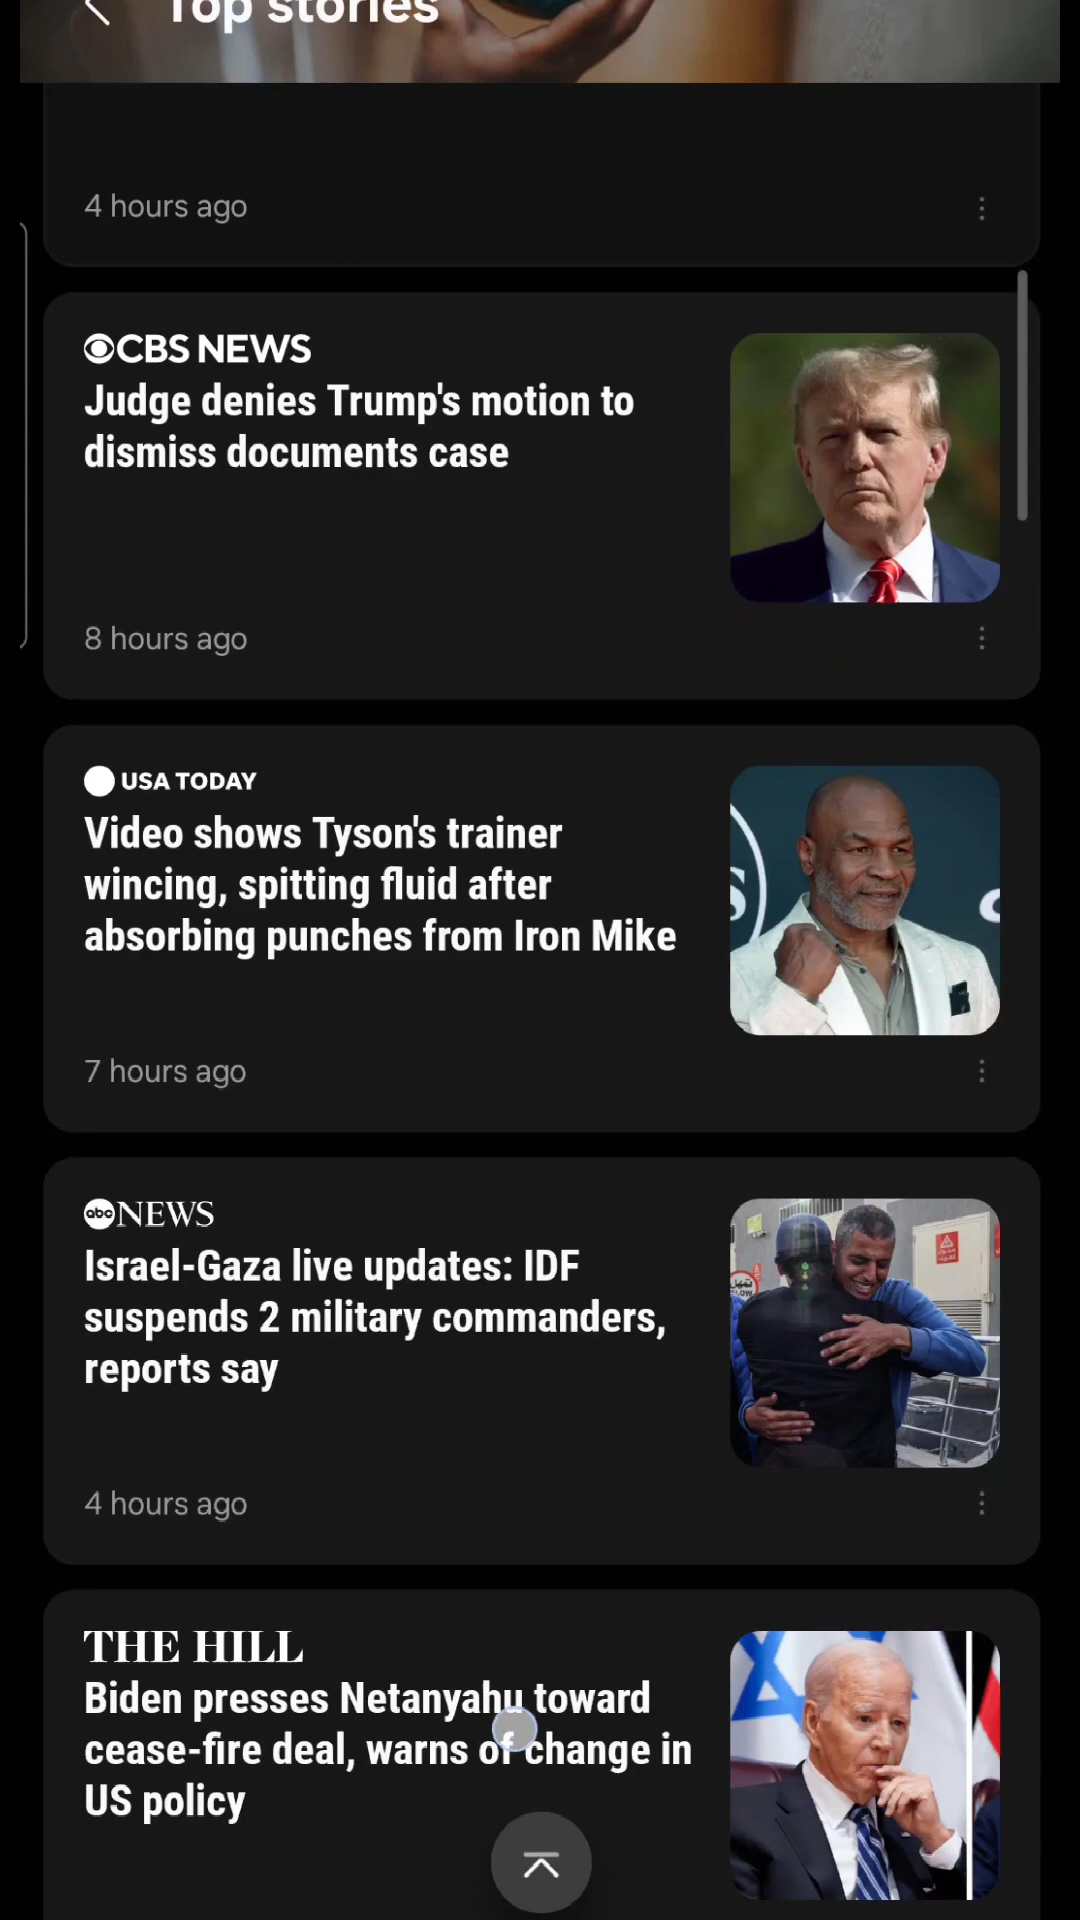 Top stories
4 hours ago
CBS NEWS
Judge denies Trump's motion to
dismiss documents case
8 hours ago
USA TODAY
Video shows Tyson's trainer
wincing, spitting fluid after
absorbing punches from Iron Mike
7 hours ago
abc NEWS
Israel-Gaza live updates: IDF
suspends 2 military commanders,
reports say
4 hours ago
THE HILL
Biden presses Netanyahu toward
cease-fire deal, warns of change in
US policy